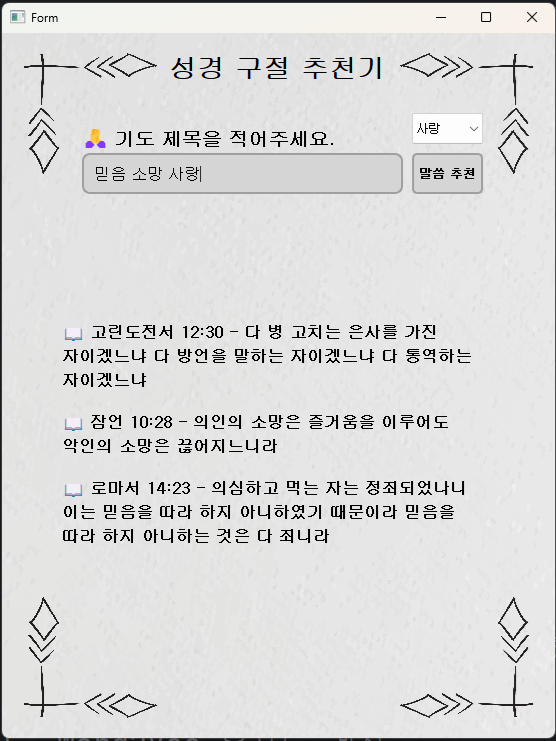 Form
성경 구절 추천기
사랑
🙏 기도 제목을 적어주세요.
믿음 소망 사랑
말씀 추천
📖 고린도전서 12:30 - 다 병 고치는 은사를 가진
자이겠느냐 다 방언을 말하는 자이겠느냐 다 통역하는
자이겠느냐
📖 잠언 10:28 - 의인의 소망은 즐거움을 이루어도
악인의 소망은 끊어지느니라
📖 로마서 14:23 - 의심하고 먹는 자는 정죄되었나니
이는 믿음을 따라 하지 아니하였기 때문이라 믿음을
따라 하지 아니하는 것은 다 죄니라